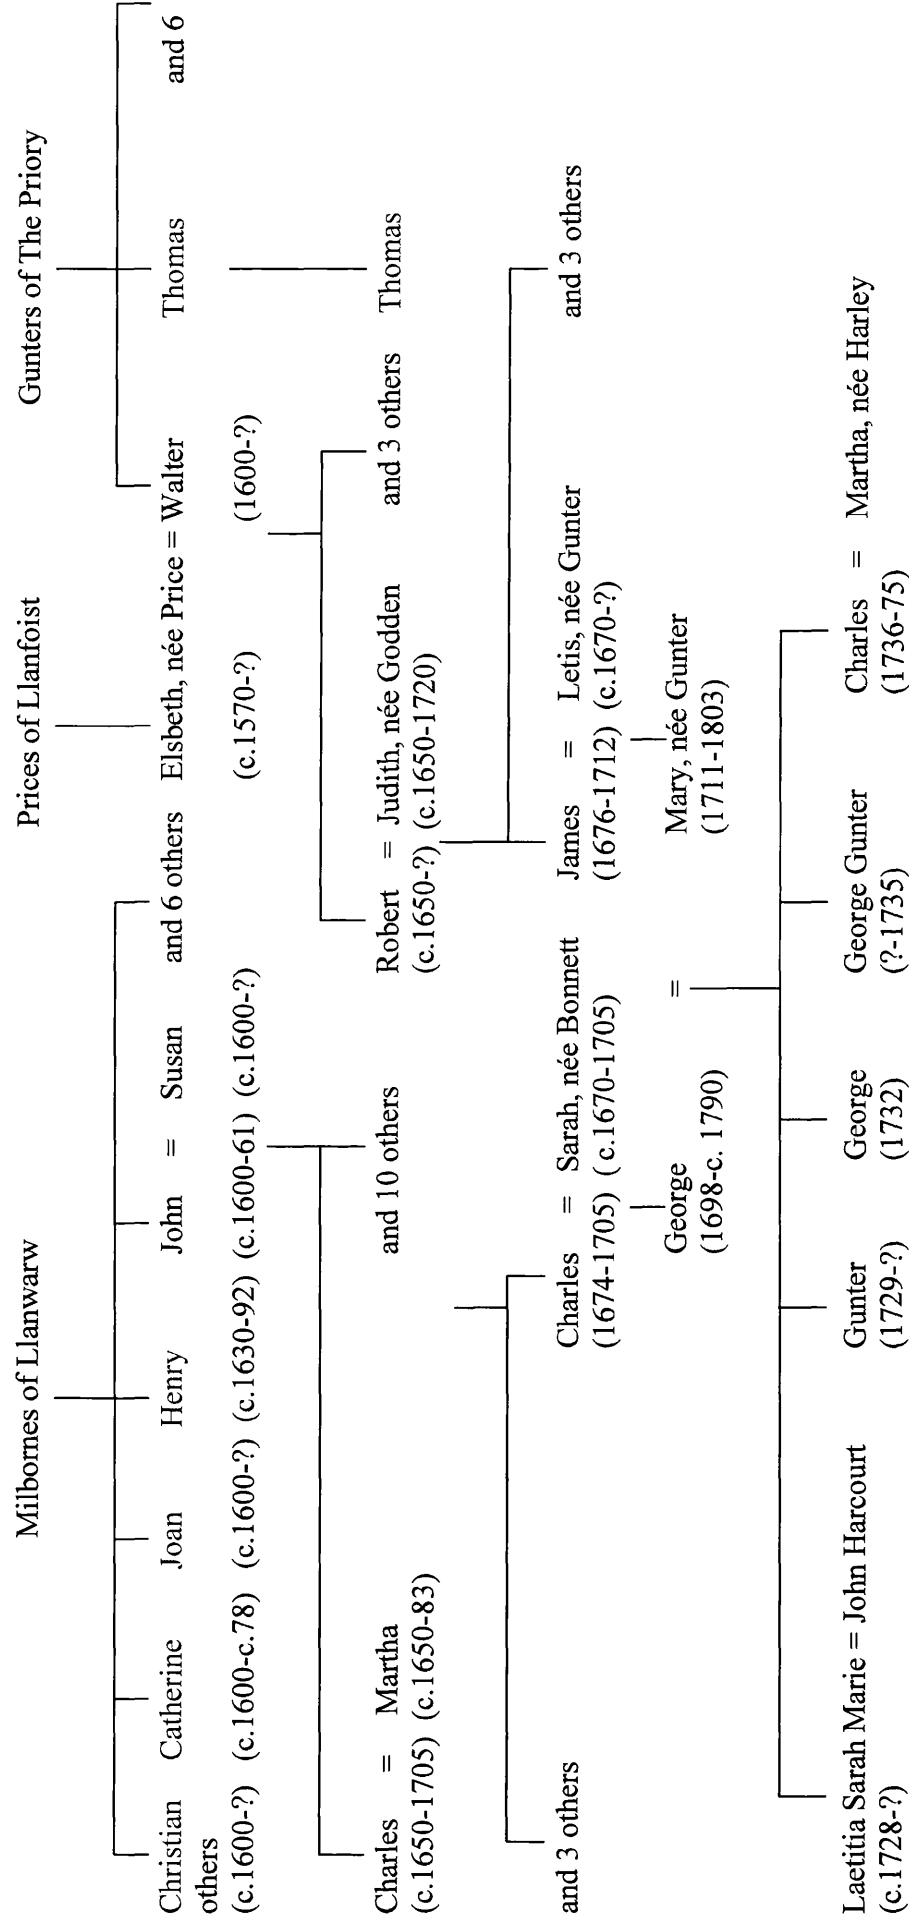 Milbornes of Llanwarw Prices of Llanfoist Gunters of The Priory
Christian Catherine Joan Henry John = Susan and 6 others Elsbeth, née Price = Walter Thomas and 6
others
(c.1600-?) (c.1600-c.78) (c.1600-?) (c.1630-92) (c.1600-61) (c.1600-?) (c.1570-?) (1600-?)
Charles = Martha and 10 others Robert = Judith, née Godden and 3 others Thomas
(c.1650-1705) (c.1650-83) (c.1650-?) (c.1650-1720)
and 3 others Charles = Sarah, née Bonnett James = Letis, née Gunter and 3 others
(1674-1705) ( c.1670-1705) (1676-1712) (c.1670-?)
George = Mary, née Gunter
(1698-c. 1790) (1711-1803)
Laetitia Sarah Marie = John Harcourt Gunter George George Gunter Charles = Martha, née Harley
(c.1728-?) (1729-?) (1732) (?-1735) (1736-75)